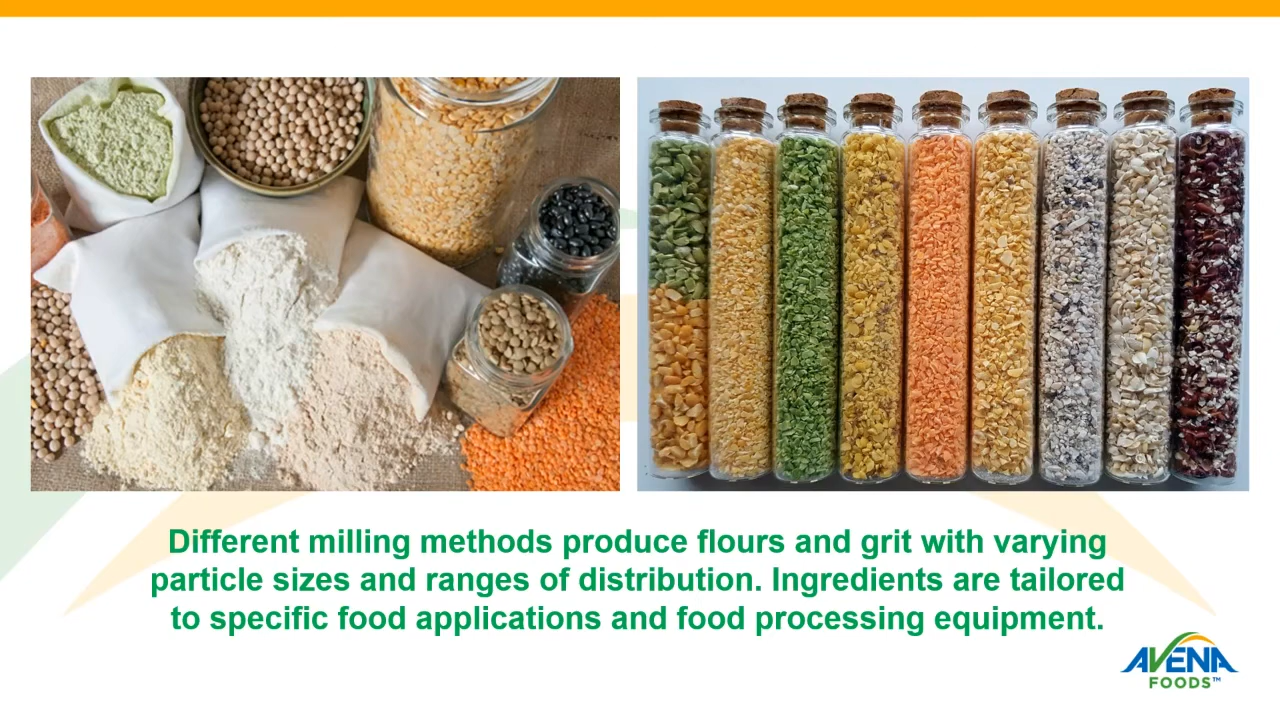 Different milling methods produce flours and grit with varying
particle sizes and ranges of distribution. Ingredients are tailored
to specific food applications and food processing equipment.
AVENA
FOODS™